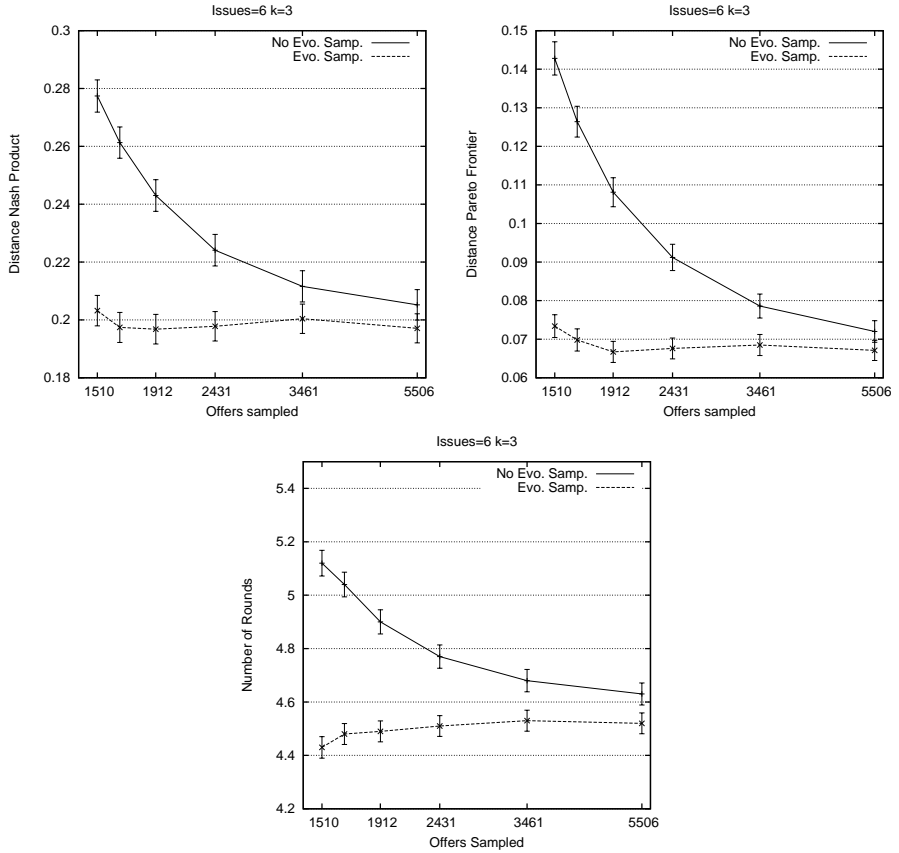 Issues=6 k=3
No Evo. Samp.
Evo. Samp.
Distance Nash Product
0.3
0.28
0.26
0.24
0.22
0.2
0.18
1510 1912 2431 3461 5506
Offers sampled
Issues=6 k=3
No Evo. Samp.
Evo. Samp.
Distance Pareto Frontier
0.15
0.14
0.13
0.12
0.11
0.1
0.09
0.08
0.07
0.06
1510 1912 2431 3461 5506
Offers sampled
Issues=6 k=3
No Evo. Samp.
Evo. Samp.
Number of Rounds
5.4
5.2
5
4.8
4.6
4.4
4.2
1510 1912 2431 3461 5506
Offers Sampled